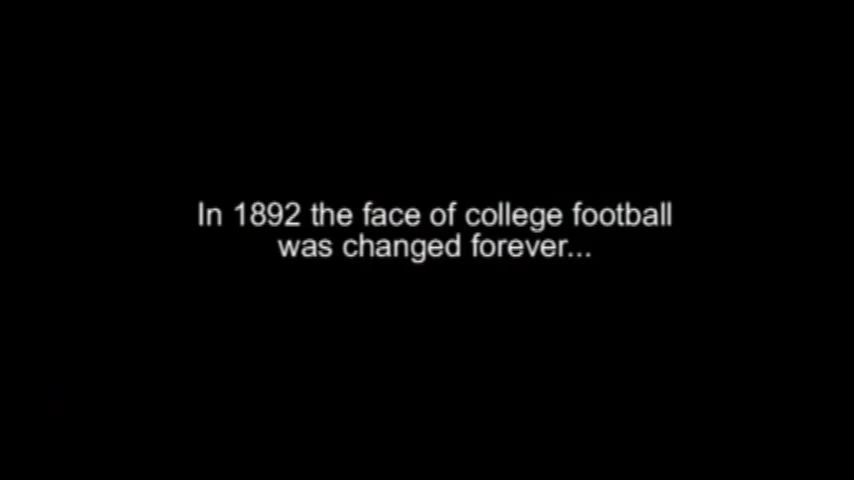 In 1892 the face of college football
was changed forever...